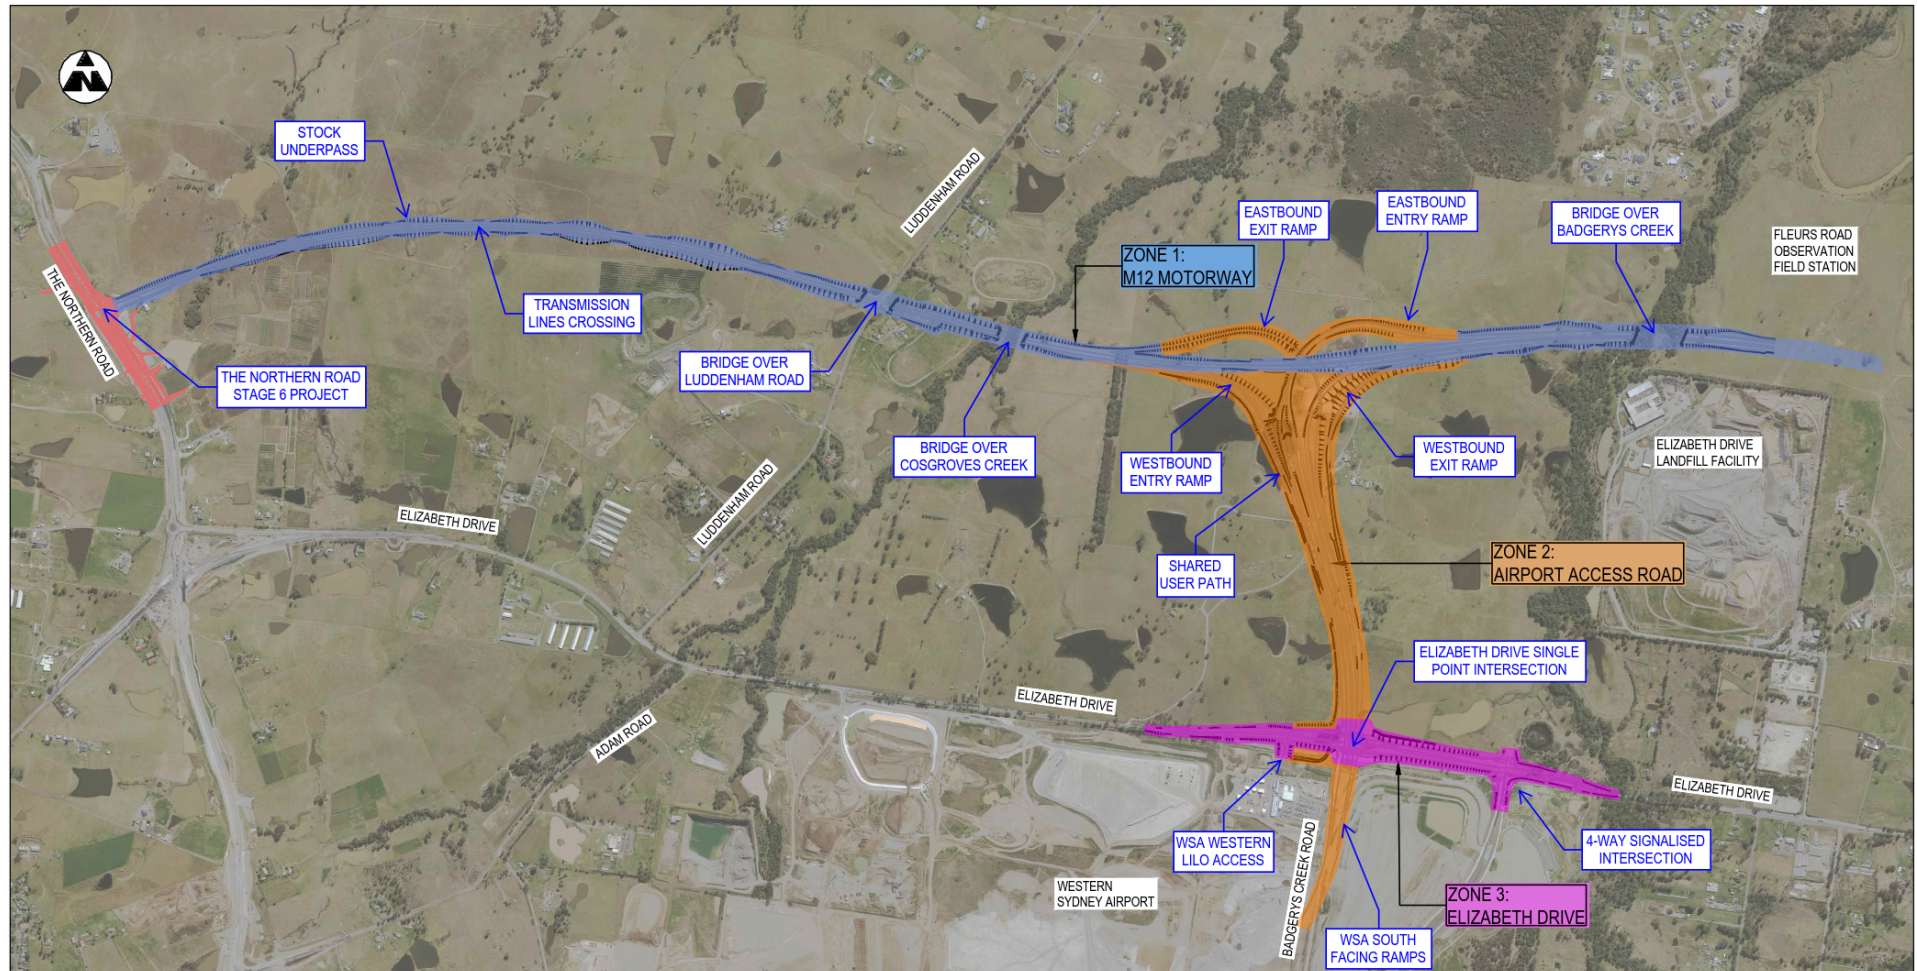 N
STOCK
UNDERPASS
LUDDENHAM ROAD
EASTBOUND
EXIT RAMP
EASTBOUND
ENTRY RAMP
BRIDGE OVER
BADGERYS CREEK
FLEURS ROAD
OBSERVATION
FIELD STATION
ZONE 1:
M12 MOTORWAY
THE NORTHERN ROAD
TRANSMISSION
LINES CROSSING
BRIDGE OVER
LUDDENHAM ROAD
THE NORTHERN ROAD
STAGE 6 PROJECT
BRIDGE OVER
COSGROVES CREEK
WESTBOUND
ENTRY RAMP
WESTBOUND
EXIT RAMP
ELIZABETH DRIVE
LANDFILL FACILITY
ELIZABETH DRIVE
LUDDENHAM ROAD
SHARED
USER PATH
ZONE 2:
AIRPORT ACCESS ROAD
ELIZABETH DRIVE SINGLE
POINT INTERSECTION
ELIZABETH DRIVE
ADAM ROAD
ELIZABETH DRIVE
WSA WESTERN
LILO ACCESS
4-WAY SIGNALISED
INTERSECTION
BADGERYS CREEK ROAD
WESTERN
SYDNEY AIRPORT
ZONE 3:
ELIZABETH DRIVE
WSA SOUTH
FACING RAMPS